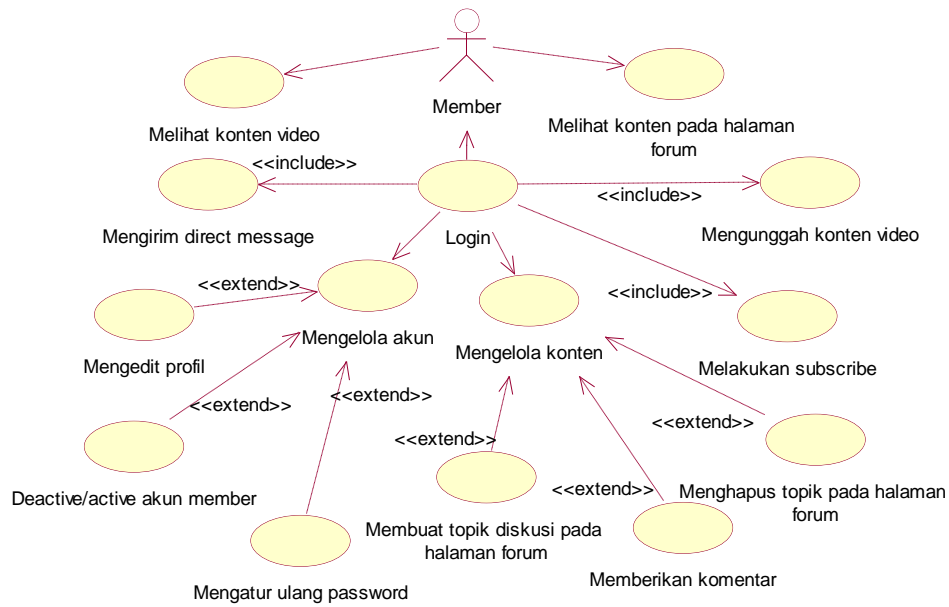 Member
Melihat konten video
Melihat konten pada halaman
forum
<<include>>
Mengirim direct message
Login
<<include>>
Mengunggah konten video
<<extend>>
Mengedit profil
Mengelola akun
Mengelola konten
<<include>>
Melakukan subscribe
<<extend>>
Deactive/active akun member
<<extend>>
Mengatur ulang password
<<extend>>
Membuat topik diskusi pada
halaman forum
<<extend>>
Memberikan komentar
<<extend>>
Menghapus topik pada halaman
forum